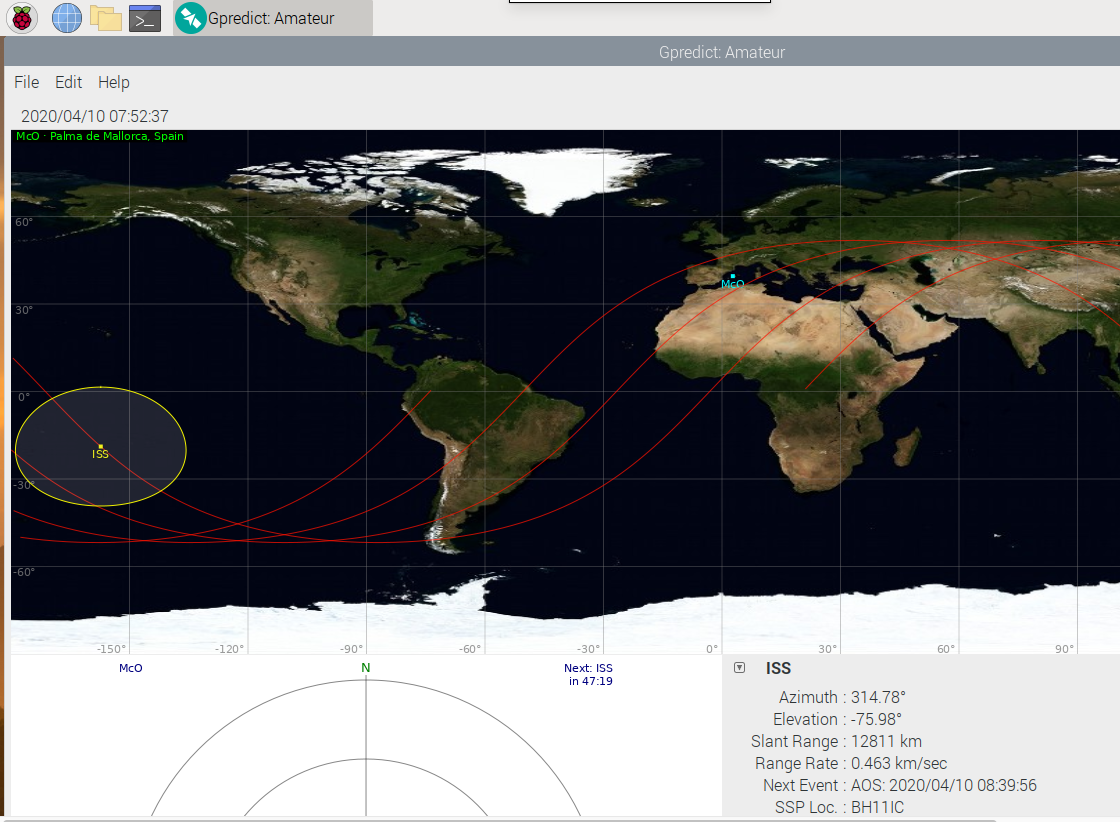 >_
Gpredict: Amateur
Gpredict: Amateur
File Edit Help
2020/04/10 07:52:37
McO · Palma de Mallorca, Spain
60°
McO
30°
0°
ISS
-30°
-60°
-150° -120° -90° -60° -30° 0° 30° 60° 90°
McO
N
Next: ISS
in 47:19
ISS
Azimuth : 314.78°
Elevation : -75.98°
Slant Range : 12811 km
Range Rate : 0.463 km/sec
Next Event : AOS: 2020/04/10 08:39:56
SSP Loc. : BH11IC